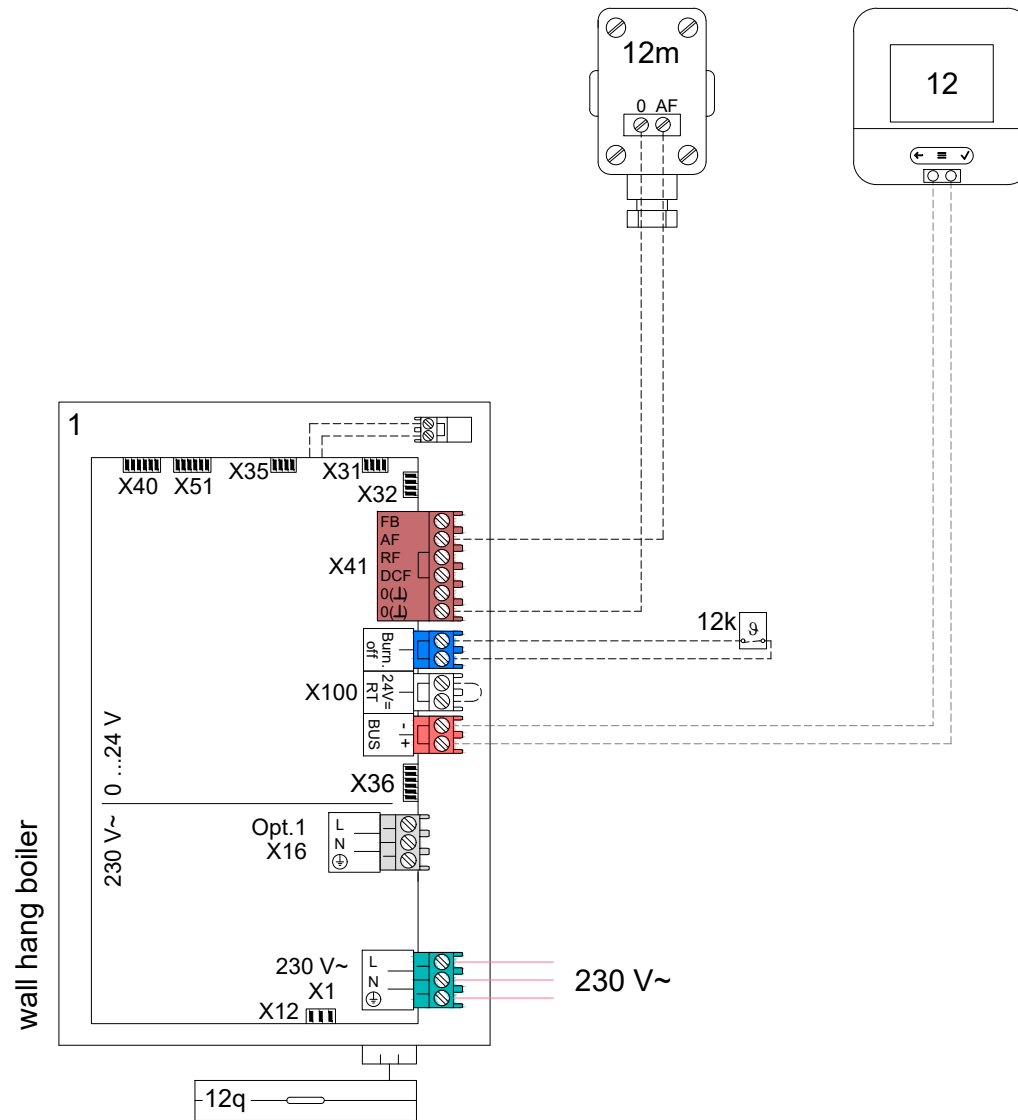 12m
0 AF
12
1
X40
X51
X35
X31
X32
X41
FB
AF
RF
DCF
0(⊥)
0(⊥)
12k
ϑ
Burn.
off
X100
24V=
RT
BUS
-
+
X36
0 ...24 V
230 V~
Opt.1
X16
L
N
wall hang boiler
230 V~
X1
L
N
230 V~
X12
12q